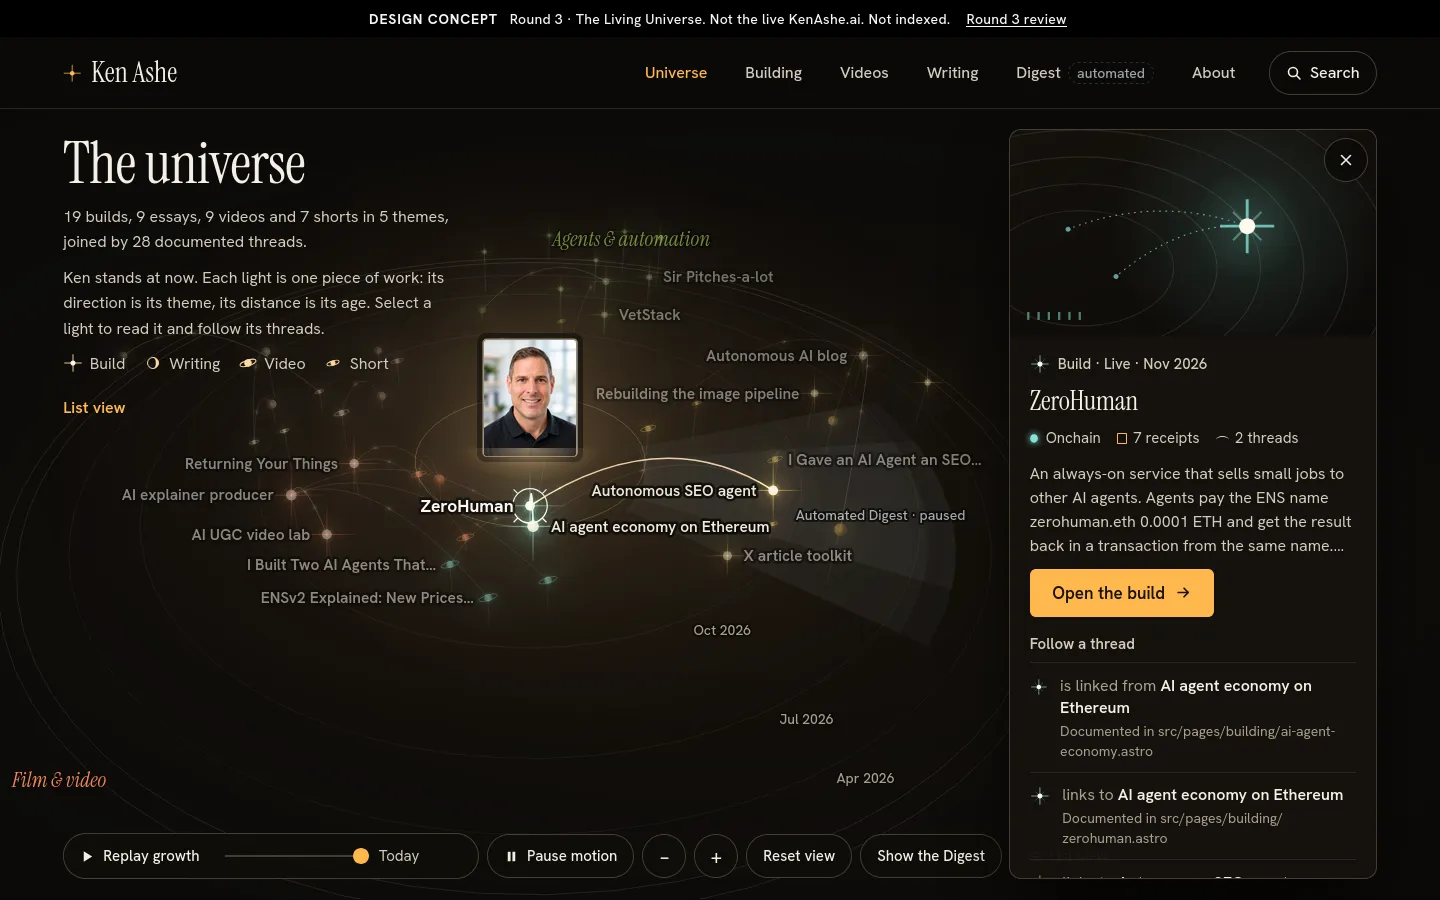 DESIGN CONCEPT Round 3 · The Living Universe. Not the live KenAshe.ai. Not indexed. Round 3 review
Ken Ashe
Universe Building Videos Writing Digest automated About Search
The universe
19 builds, 9 essays, 9 videos and 7 shorts in 5 themes,
joined by 28 documented threads.
Ken stands at now. Each light is one piece of work: its
direction is its theme, its distance is its age. Select a
light to read it and follow its threads.
Build Writing Video Short
List view
Agents & automation
Sir Pitches-a-lot
VetStack
Autonomous AI blog
Rebuilding the image pipeline
Returning Your Things
I Gave an AI Agent an SEO…
AI explainer producer
Autonomous SEO agent
ZeroHuman
Automated Digest · paused
AI agent economy on Ethereum
AI UGC video lab
X article toolkit
I Built Two AI Agents That…
ENSv2 Explained: New Prices…
Oct 2026
Jul 2026
Apr 2026
Film & video
Replay growth Today Pause motion – + Reset view Show the Digest
Build · Live · Nov 2026
ZeroHuman
Onchain 7 receipts 2 threads
An always-on service that sells small jobs to
other AI agents. Agents pay the ENS name
zerohuman.eth 0.0001 ETH and get the result
back in a transaction from the same name.…
Open the build →
Follow a thread
is linked from AI agent economy on
Ethereum
Documented in src/pages/building/ai-agent-
economy.astro
links to AI agent economy on Ethereum
Documented in src/pages/building/
zerohuman.astro